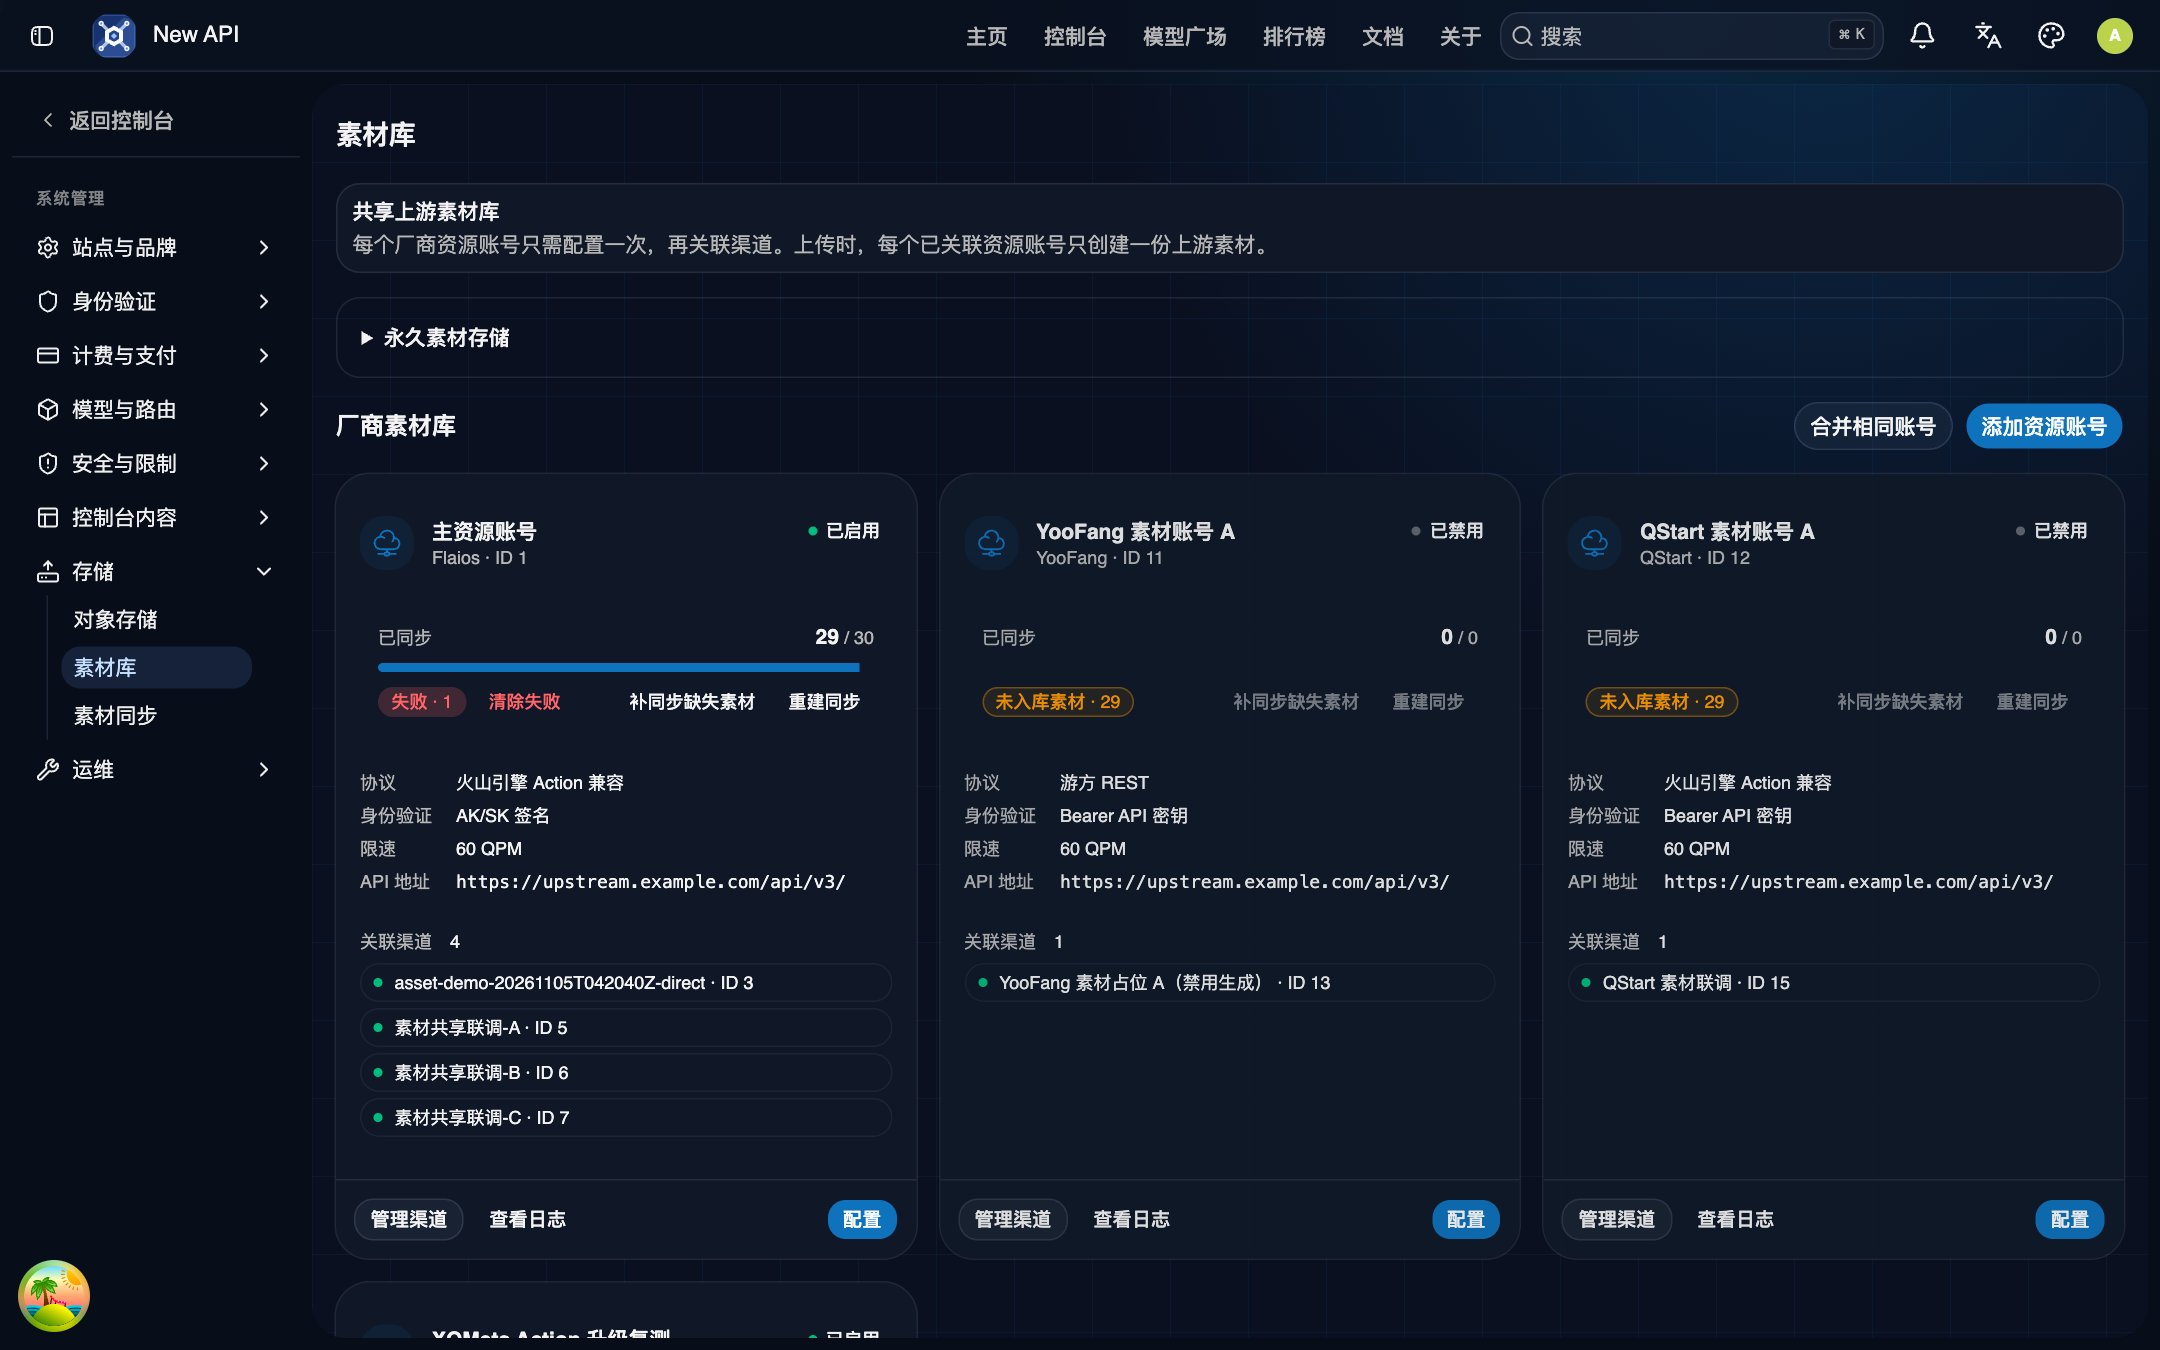 New API
主页
控制台
模型广场
排行榜
文档
关于
搜索
⌘ K
A
返回控制台
系统管理
站点与品牌
身份验证
计费与支付
模型与路由
安全与限制
控制台内容
存储
对象存储
素材库
素材同步
运维
素材库
共享上游素材库
每个厂商资源账号只需配置一次，再关联渠道。上传时，每个已关联资源账号只创建一份上游素材。
永久素材存储
厂商素材库
合并相同账号
添加资源账号
主资源账号
已启用
Flaios · ID 1
已同步
29 / 30
失败 · 1
清除失败
补同步缺失素材
重建同步
协议 火山引擎 Action 兼容
身份验证 AK/SK 签名
限速 60 QPM
API 地址 https://upstream.example.com/api/v3/
关联渠道 4
asset-demo-20261105T042040Z-direct · ID 3
素材共享联调-A · ID 5
素材共享联调-B · ID 6
素材共享联调-C · ID 7
管理渠道
查看日志
配置
YooFang 素材账号 A
已禁用
YooFang · ID 11
已同步
0 / 0
未入库素材 · 29
补同步缺失素材
重建同步
协议 游方 REST
身份验证 Bearer API 密钥
限速 60 QPM
API 地址 https://upstream.example.com/api/v3/
关联渠道 1
YooFang 素材占位 A（禁用生成） · ID 13
管理渠道
查看日志
配置
QStart 素材账号 A
已禁用
QStart · ID 12
已同步
0 / 0
未入库素材 · 29
补同步缺失素材
重建同步
协议 火山引擎 Action 兼容
身份验证 Bearer API 密钥
限速 60 QPM
API 地址 https://upstream.example.com/api/v3/
关联渠道 1
QStart 素材联调 · ID 15
管理渠道
查看日志
配置
Action 升级复测
已启用